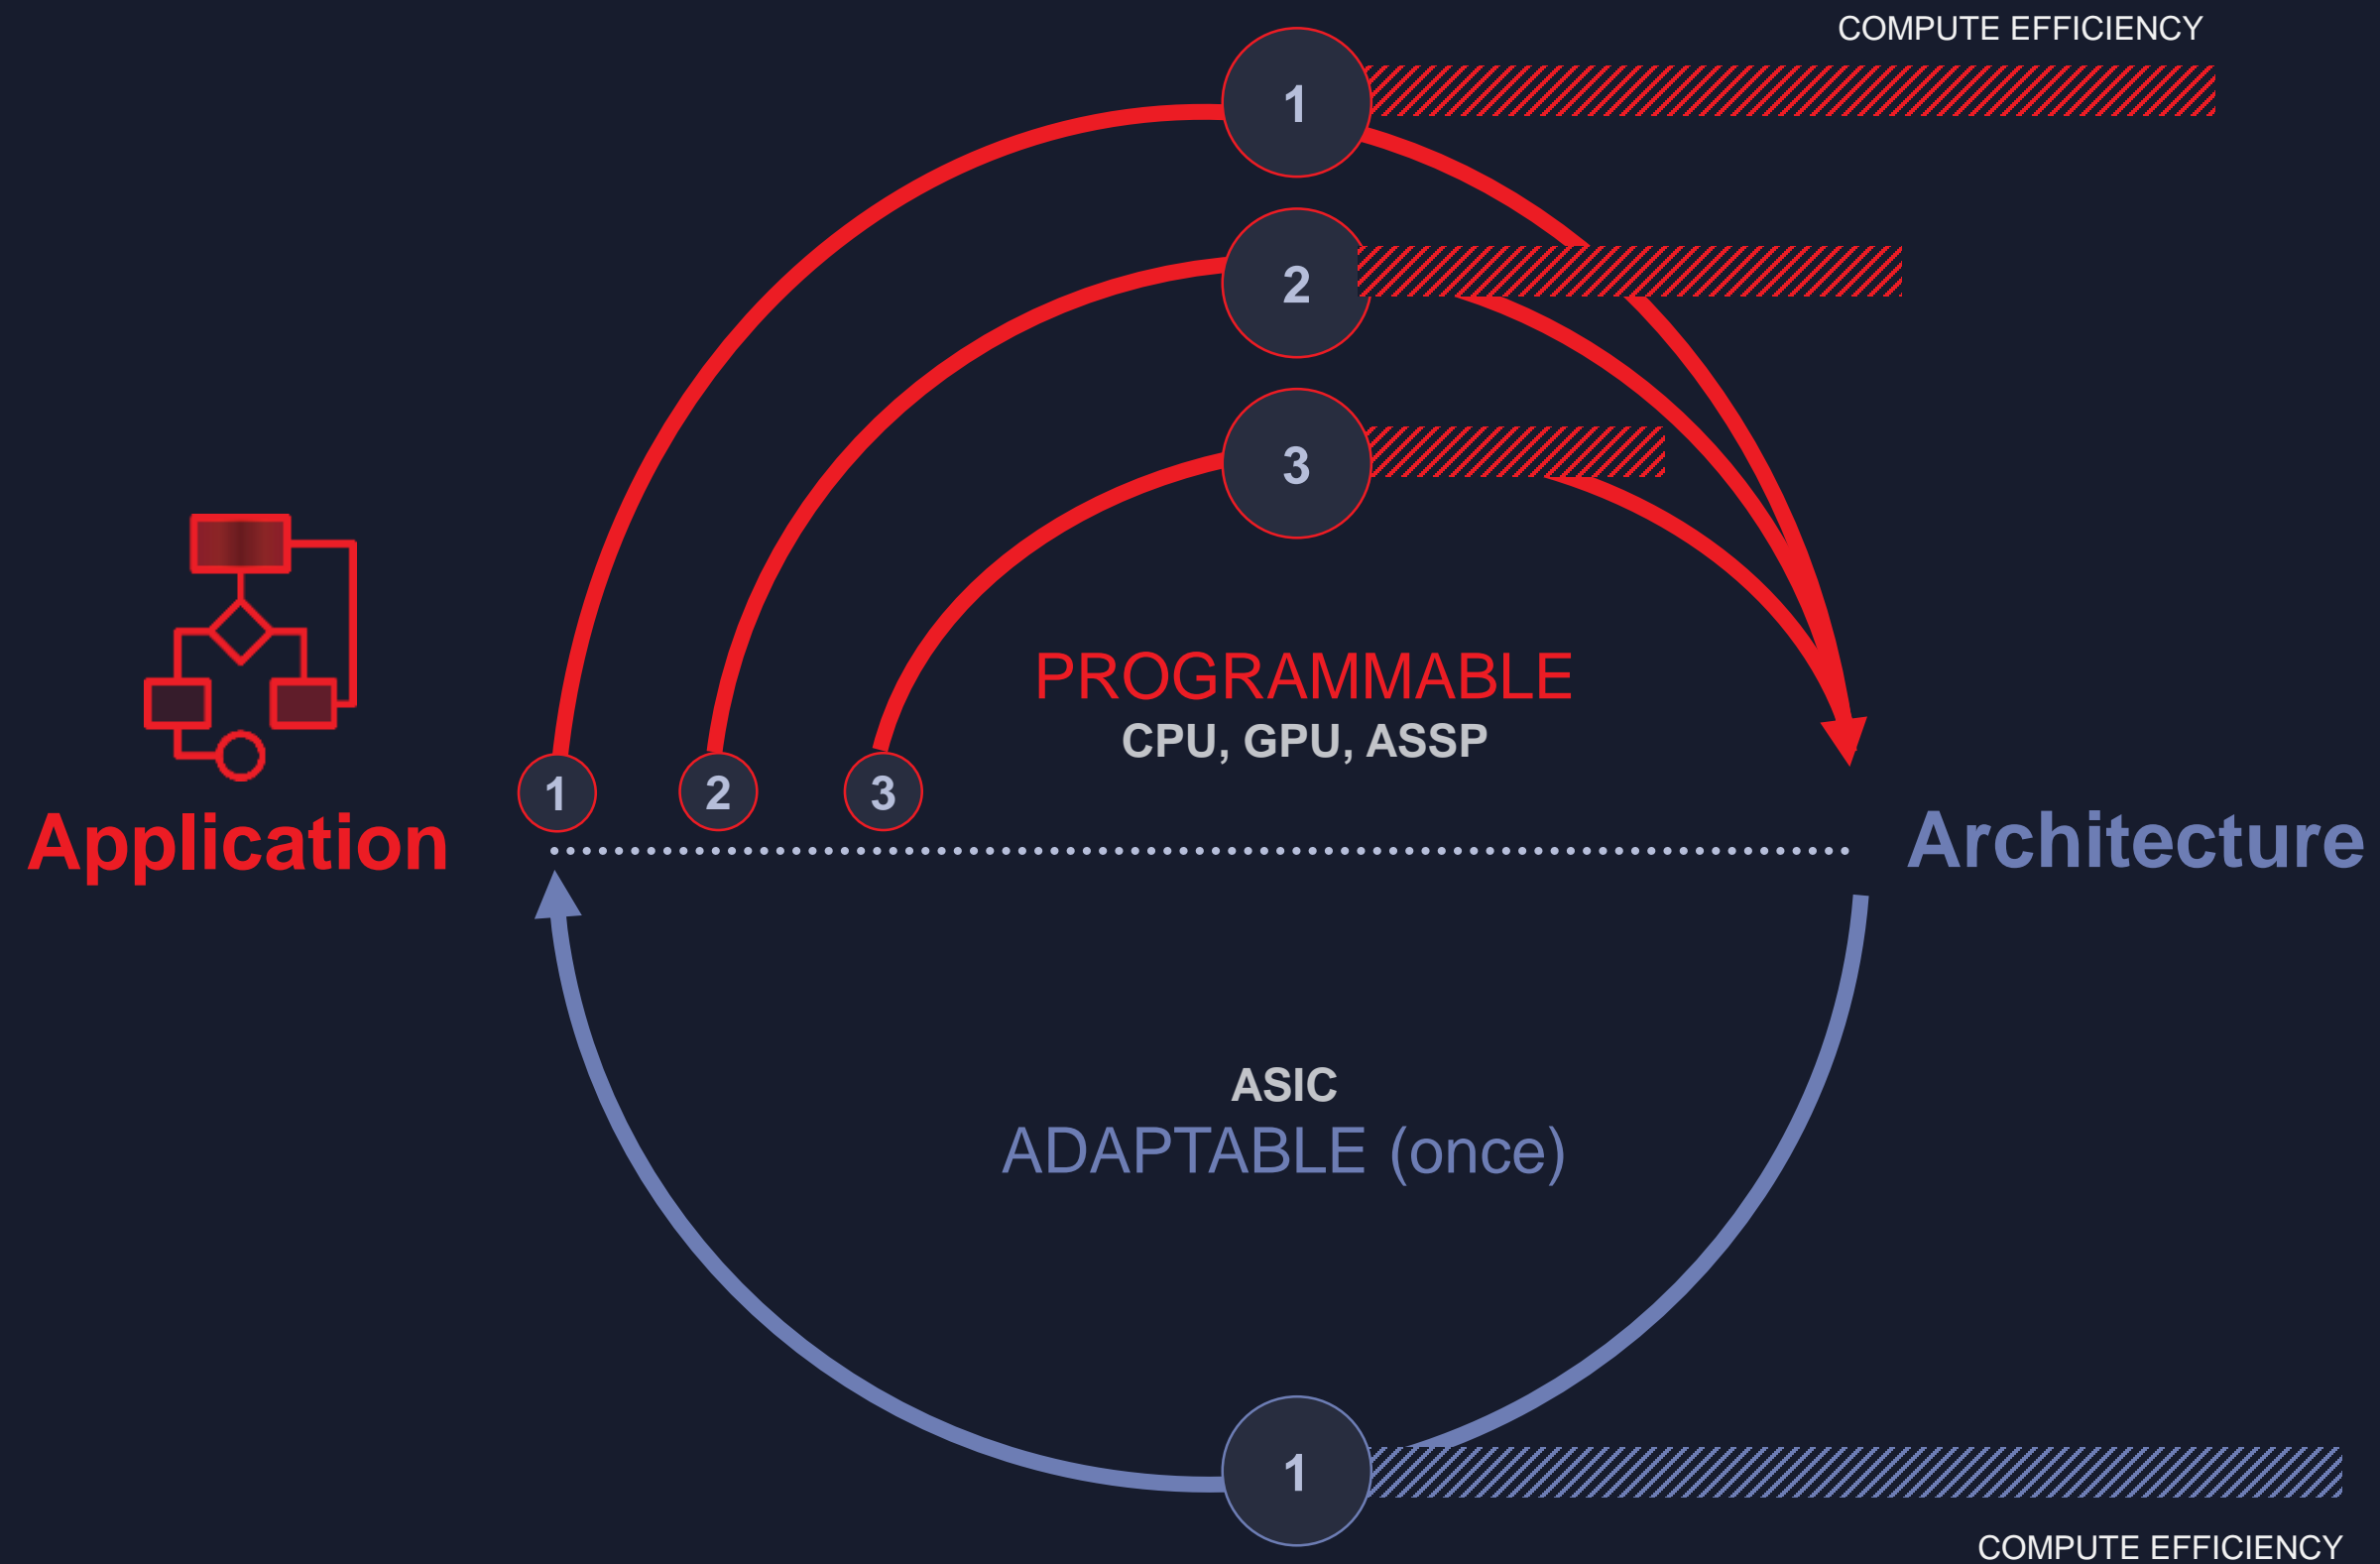 COMPUTE EFFICIENCY
1
2
3
PROGRAMMABLE
CPU, GPU, ASSP
1
2
3
Application
Architecture
ASIC
ADAPTABLE (once)
1
COMPUTE EFFICIENCY